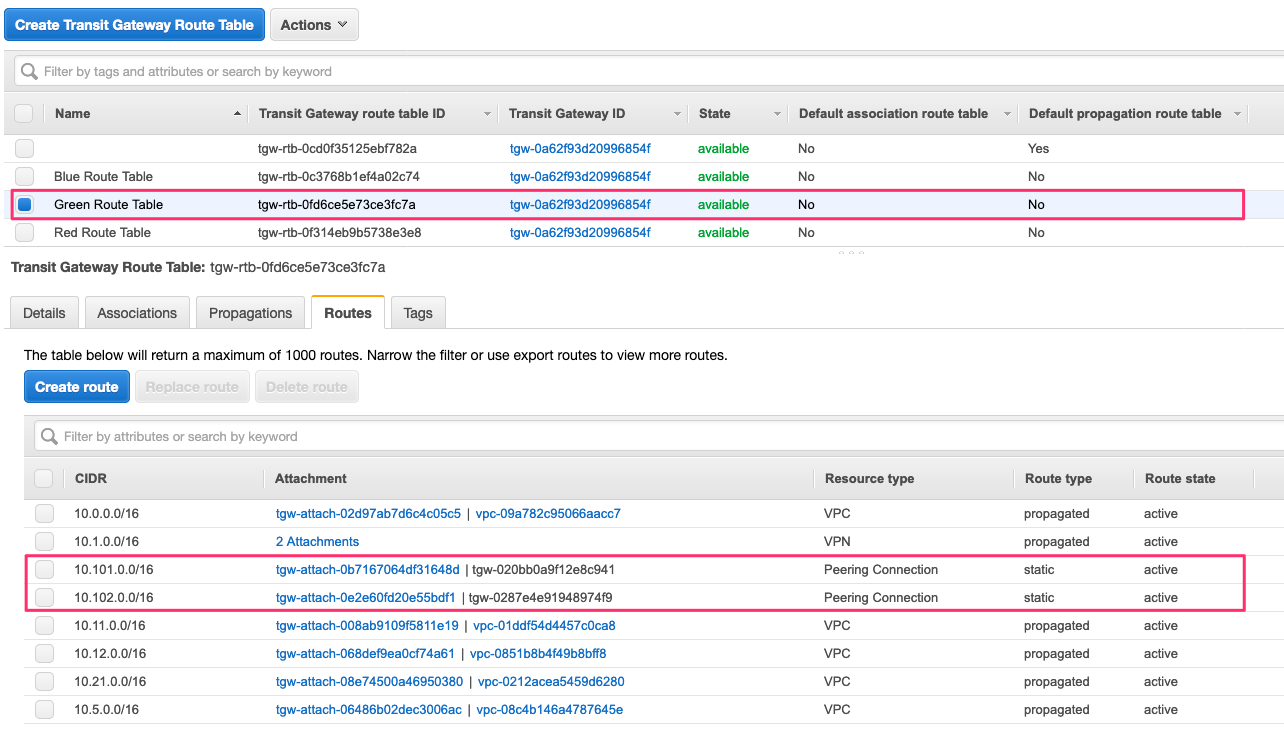 Create Transit Gateway Route Table Actions
Filter by tags and attributes or search by keyword
Name Transit Gateway route table ID Transit Gateway ID State Default association route table Default propagation route table
tgw-rtb-0cd0f35125ebf782a tgw-0a62f93d20996854f available No Yes
Blue Route Table tgw-rtb-0c3768b1ef4a02c74 tgw-0a62f93d20996854f available No No
Green Route Table tgw-rtb-0fd6ce5e73ce3fc7a tgw-0a62f93d20996854f available No No
Red Route Table tgw-rtb-0f314eb9b5738e3e8 tgw-0a62f93d20996854f available No No
Transit Gateway Route Table: tgw-rtb-0fd6ce5e73ce3fc7a
Details Associations Propagations Routes Tags
The table below will return a maximum of 1000 routes. Narrow the filter or use export routes to view more routes.
Create route Replace route Delete route
Filter by attributes or search by keyword
CIDR Attachment Resource type Route type Route state
10.0.0.0/16 tgw-attach-02d97ab7d6c4c05c5 | vpc-09a782c95066aacc7 VPC propagated active
10.1.0.0/16 2 Attachments VPN propagated active
10.101.0.0/16 tgw-attach-0b7167064df31648d | tgw-020bb0a9f12e8c941 Peering Connection static active
10.102.0.0/16 tgw-attach-0e2e60fd20e55bdf1 | tgw-0287e4e91948974f9 Peering Connection static active
10.11.0.0/16 tgw-attach-008ab9109f5811e19 | vpc-01ddf54d4457c0ca8 VPC propagated active
10.12.0.0/16 tgw-attach-068def9ea0cf74a61 | vpc-0851b8b4f49b8bff8 VPC propagated active
10.21.0.0/16 tgw-attach-08e74500a46950380 | vpc-0212acea5459d6280 VPC propagated active
10.5.0.0/16 tgw-attach-06486b02dec3006ac | vpc-08c4b146a4787645e VPC propagated active